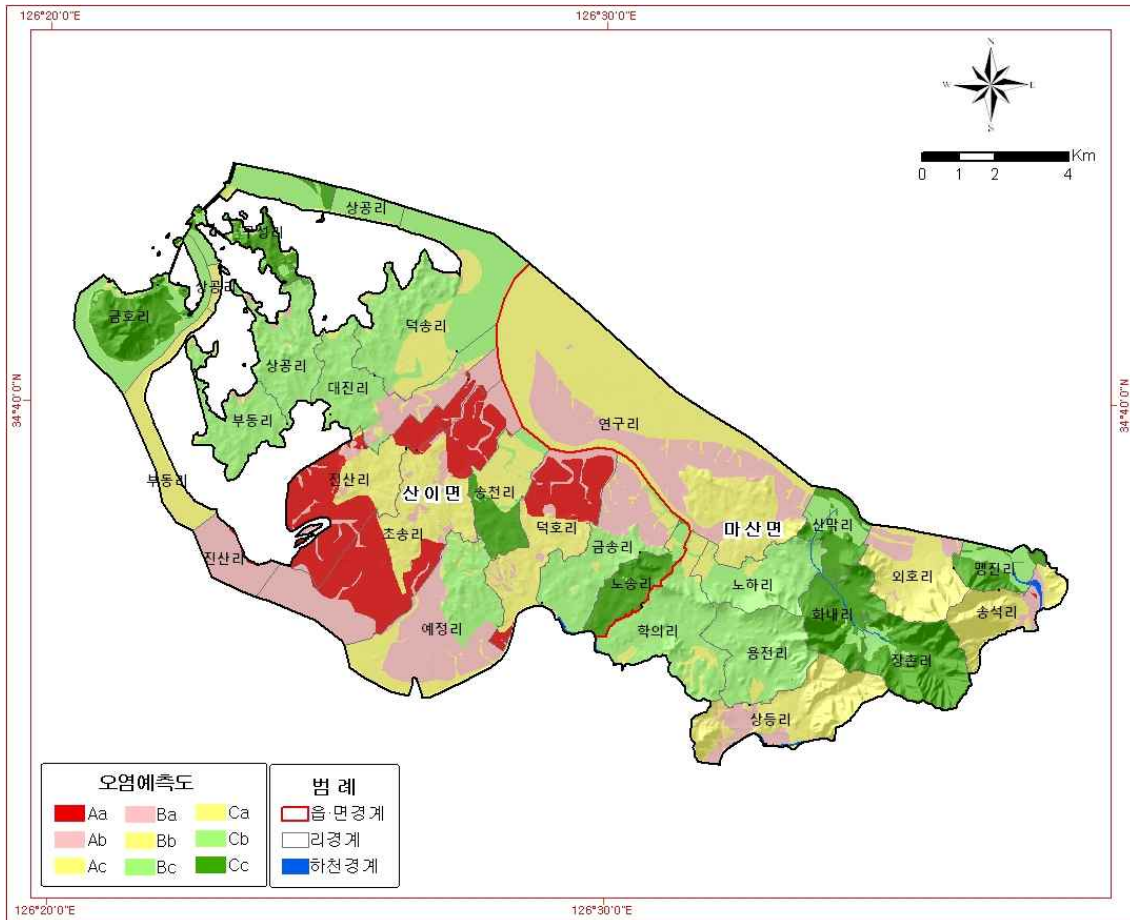 126°20'0"E
126°30'0"E
N
W
E
S
Km
0 1 2 4
34°40'0"N
34°40'0"N
상공리
상공리
금호리
덕송리
상공리
대진리
부동리
연구리
부동리
진산리
산이면
송천리
덕호리
마산면
산막리
초송리
금송리
진산리
노송리
노하리
외호리
맹진리
화내리
송석리
예정리
학의리
용전리
장촌리
상등리
오염예측도
Aa Ba Ca
Ab Bb Cb
Ac Bc Cc
범 례
읍·면경계
리경계
하천경계
126°20'0"E
126°30'0"E